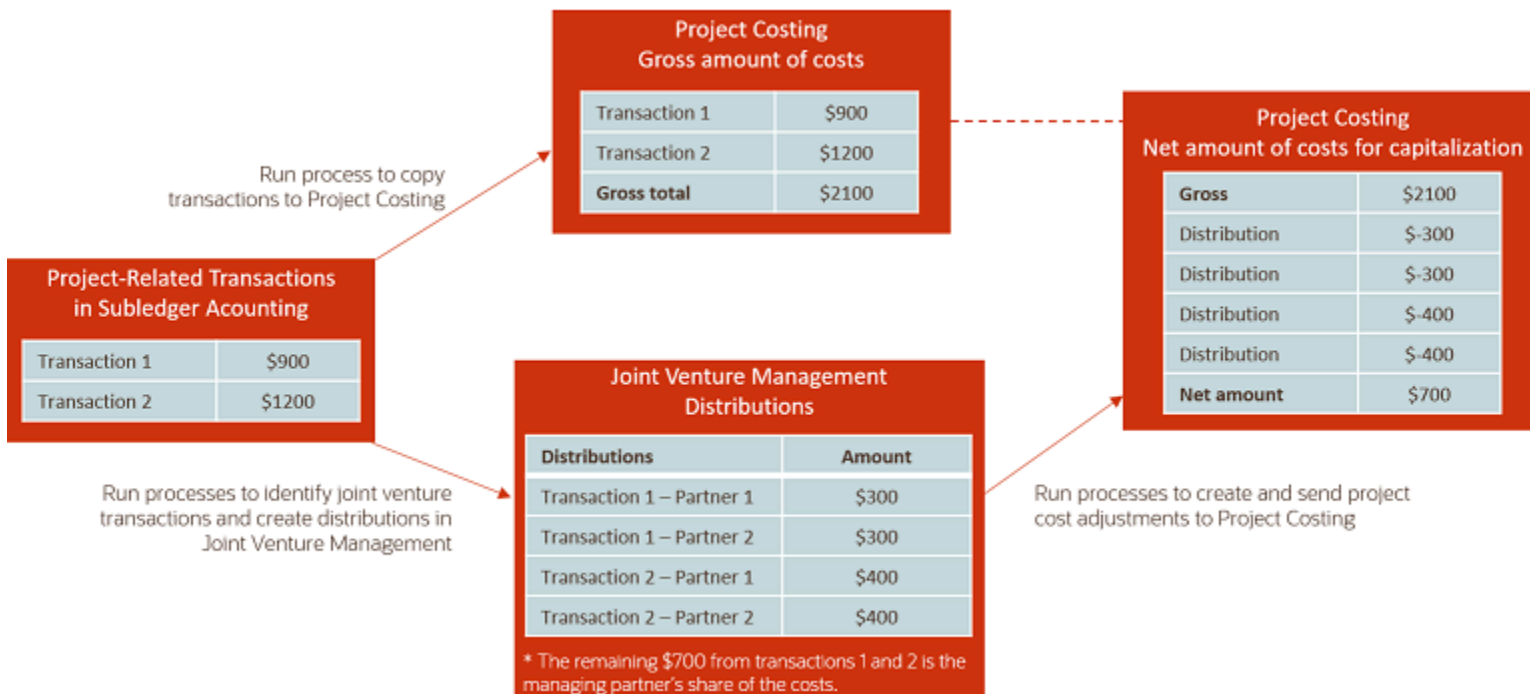 Project Costing
Gross amount of costs
Transaction 1 $900
Transaction 2 $1200
Gross total $2100
Run process to copy
transactions to Project Costing
Project-Related Transactions
in Subledger Acounting
Transaction 1 $900
Transaction 2 $1200
Run processes to identify joint venture
transactions and create distributions in
Joint Venture Management
Joint Venture Management
Distributions
Distributions Amount
Transaction 1 – Partner 1 $300
Transaction 1 – Partner 2 $300
Transaction 2 – Partner 1 $400
Transaction 2 – Partner 2 $400
* The remaining $700 from transactions 1 and 2 is the
managing partner's share of the costs.
Run processes to create and send project
cost adjustments to Project Costing
Project Costing
Net amount of costs for capitalization
Gross $2100
Distribution $-300
Distribution $-300
Distribution $-400
Distribution $-400
Net amount $700